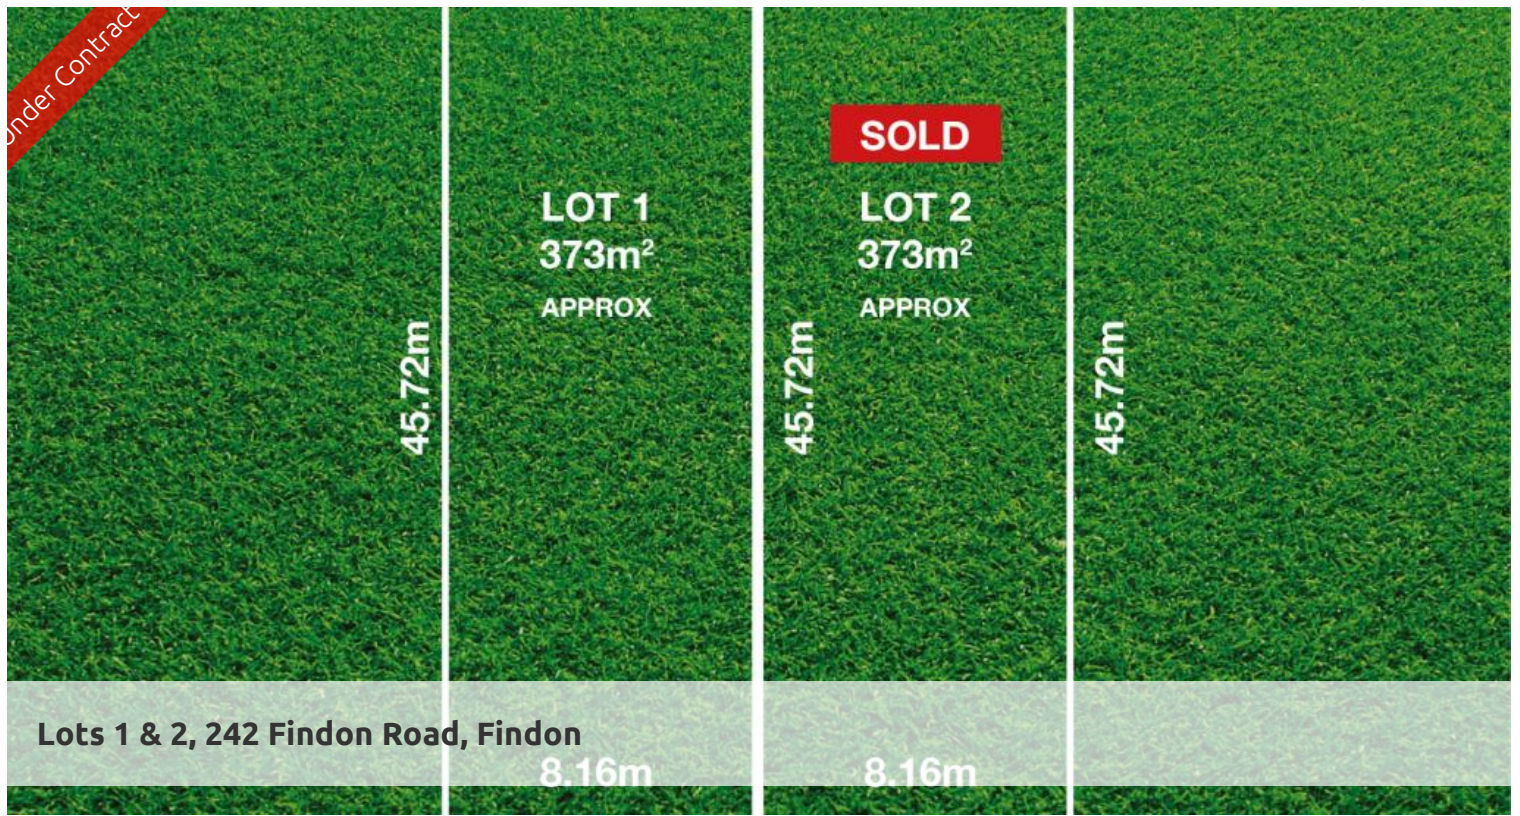 Under Contract
SOLD
LOT 1
373m²
APPROX
LOT 2
373m²
APPROX
45.72m
45.72m
45.72m
Lots 1 & 2, 242 Findon Road, Findon
8.16m
8.16m